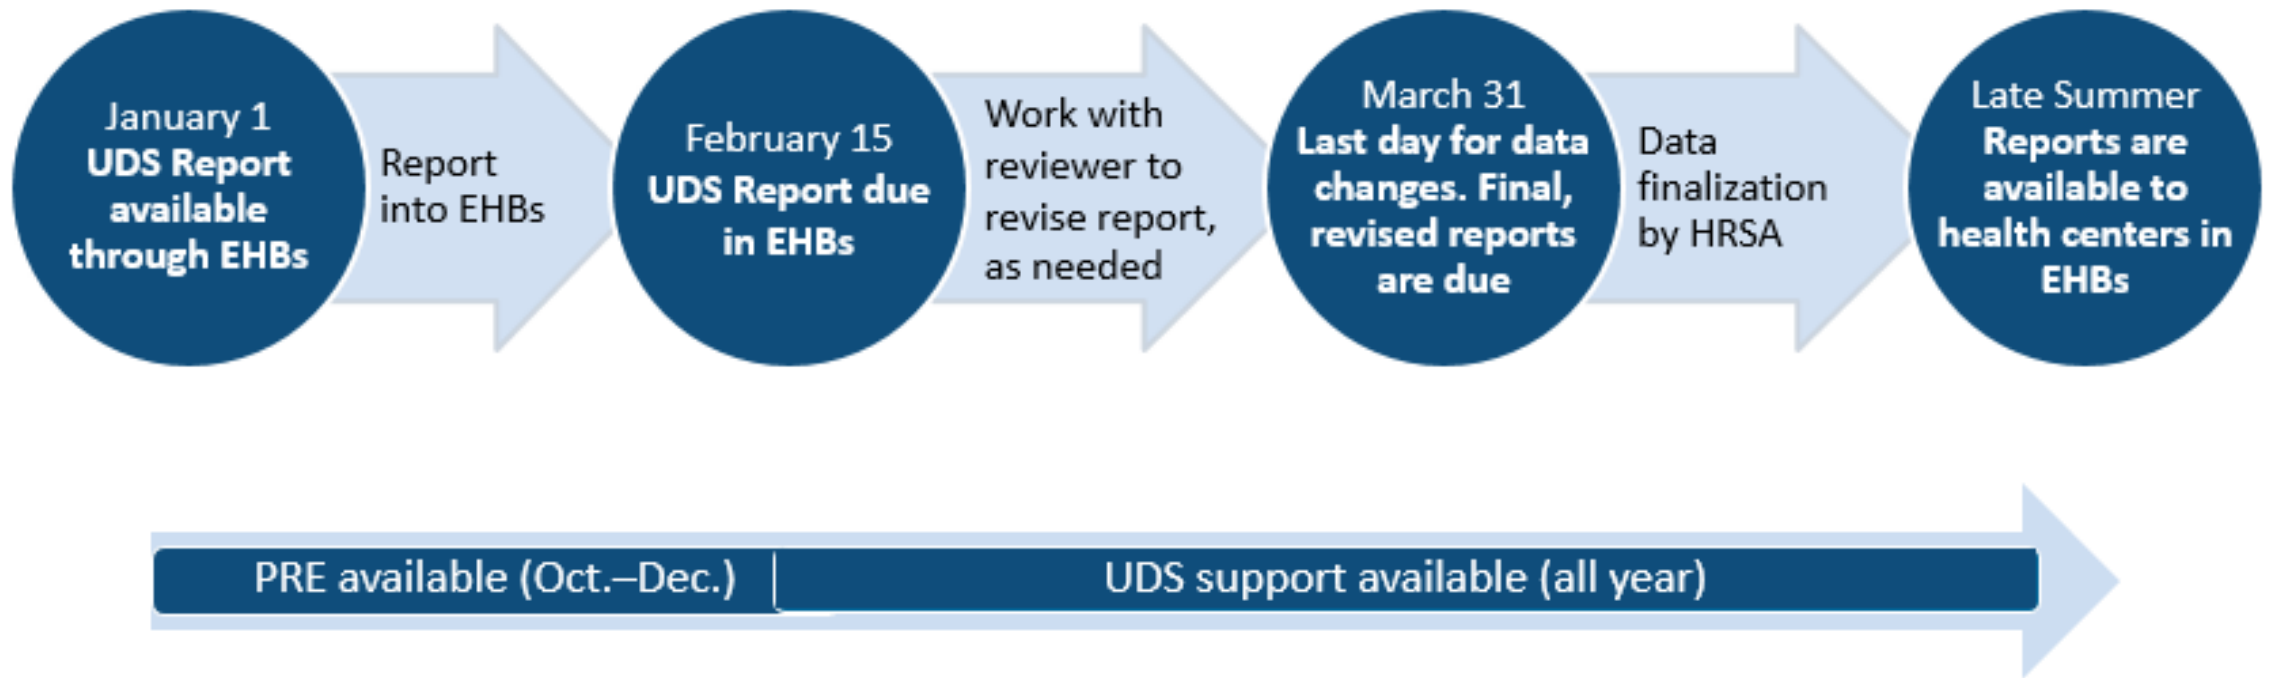 January 1
UDS Report
available
through EHBs
Report
into EHBs
February 15
UDS Report due
in EHBs
Work with
reviewer to
revise report,
as needed
March 31
Last day for data
changes. Final,
revised reports
are due
Data
finalization
by HRSA
Late Summer
Reports are
available to
health centers in
EHBs
PRE available (Oct.–Dec.)
UDS support available (all year)